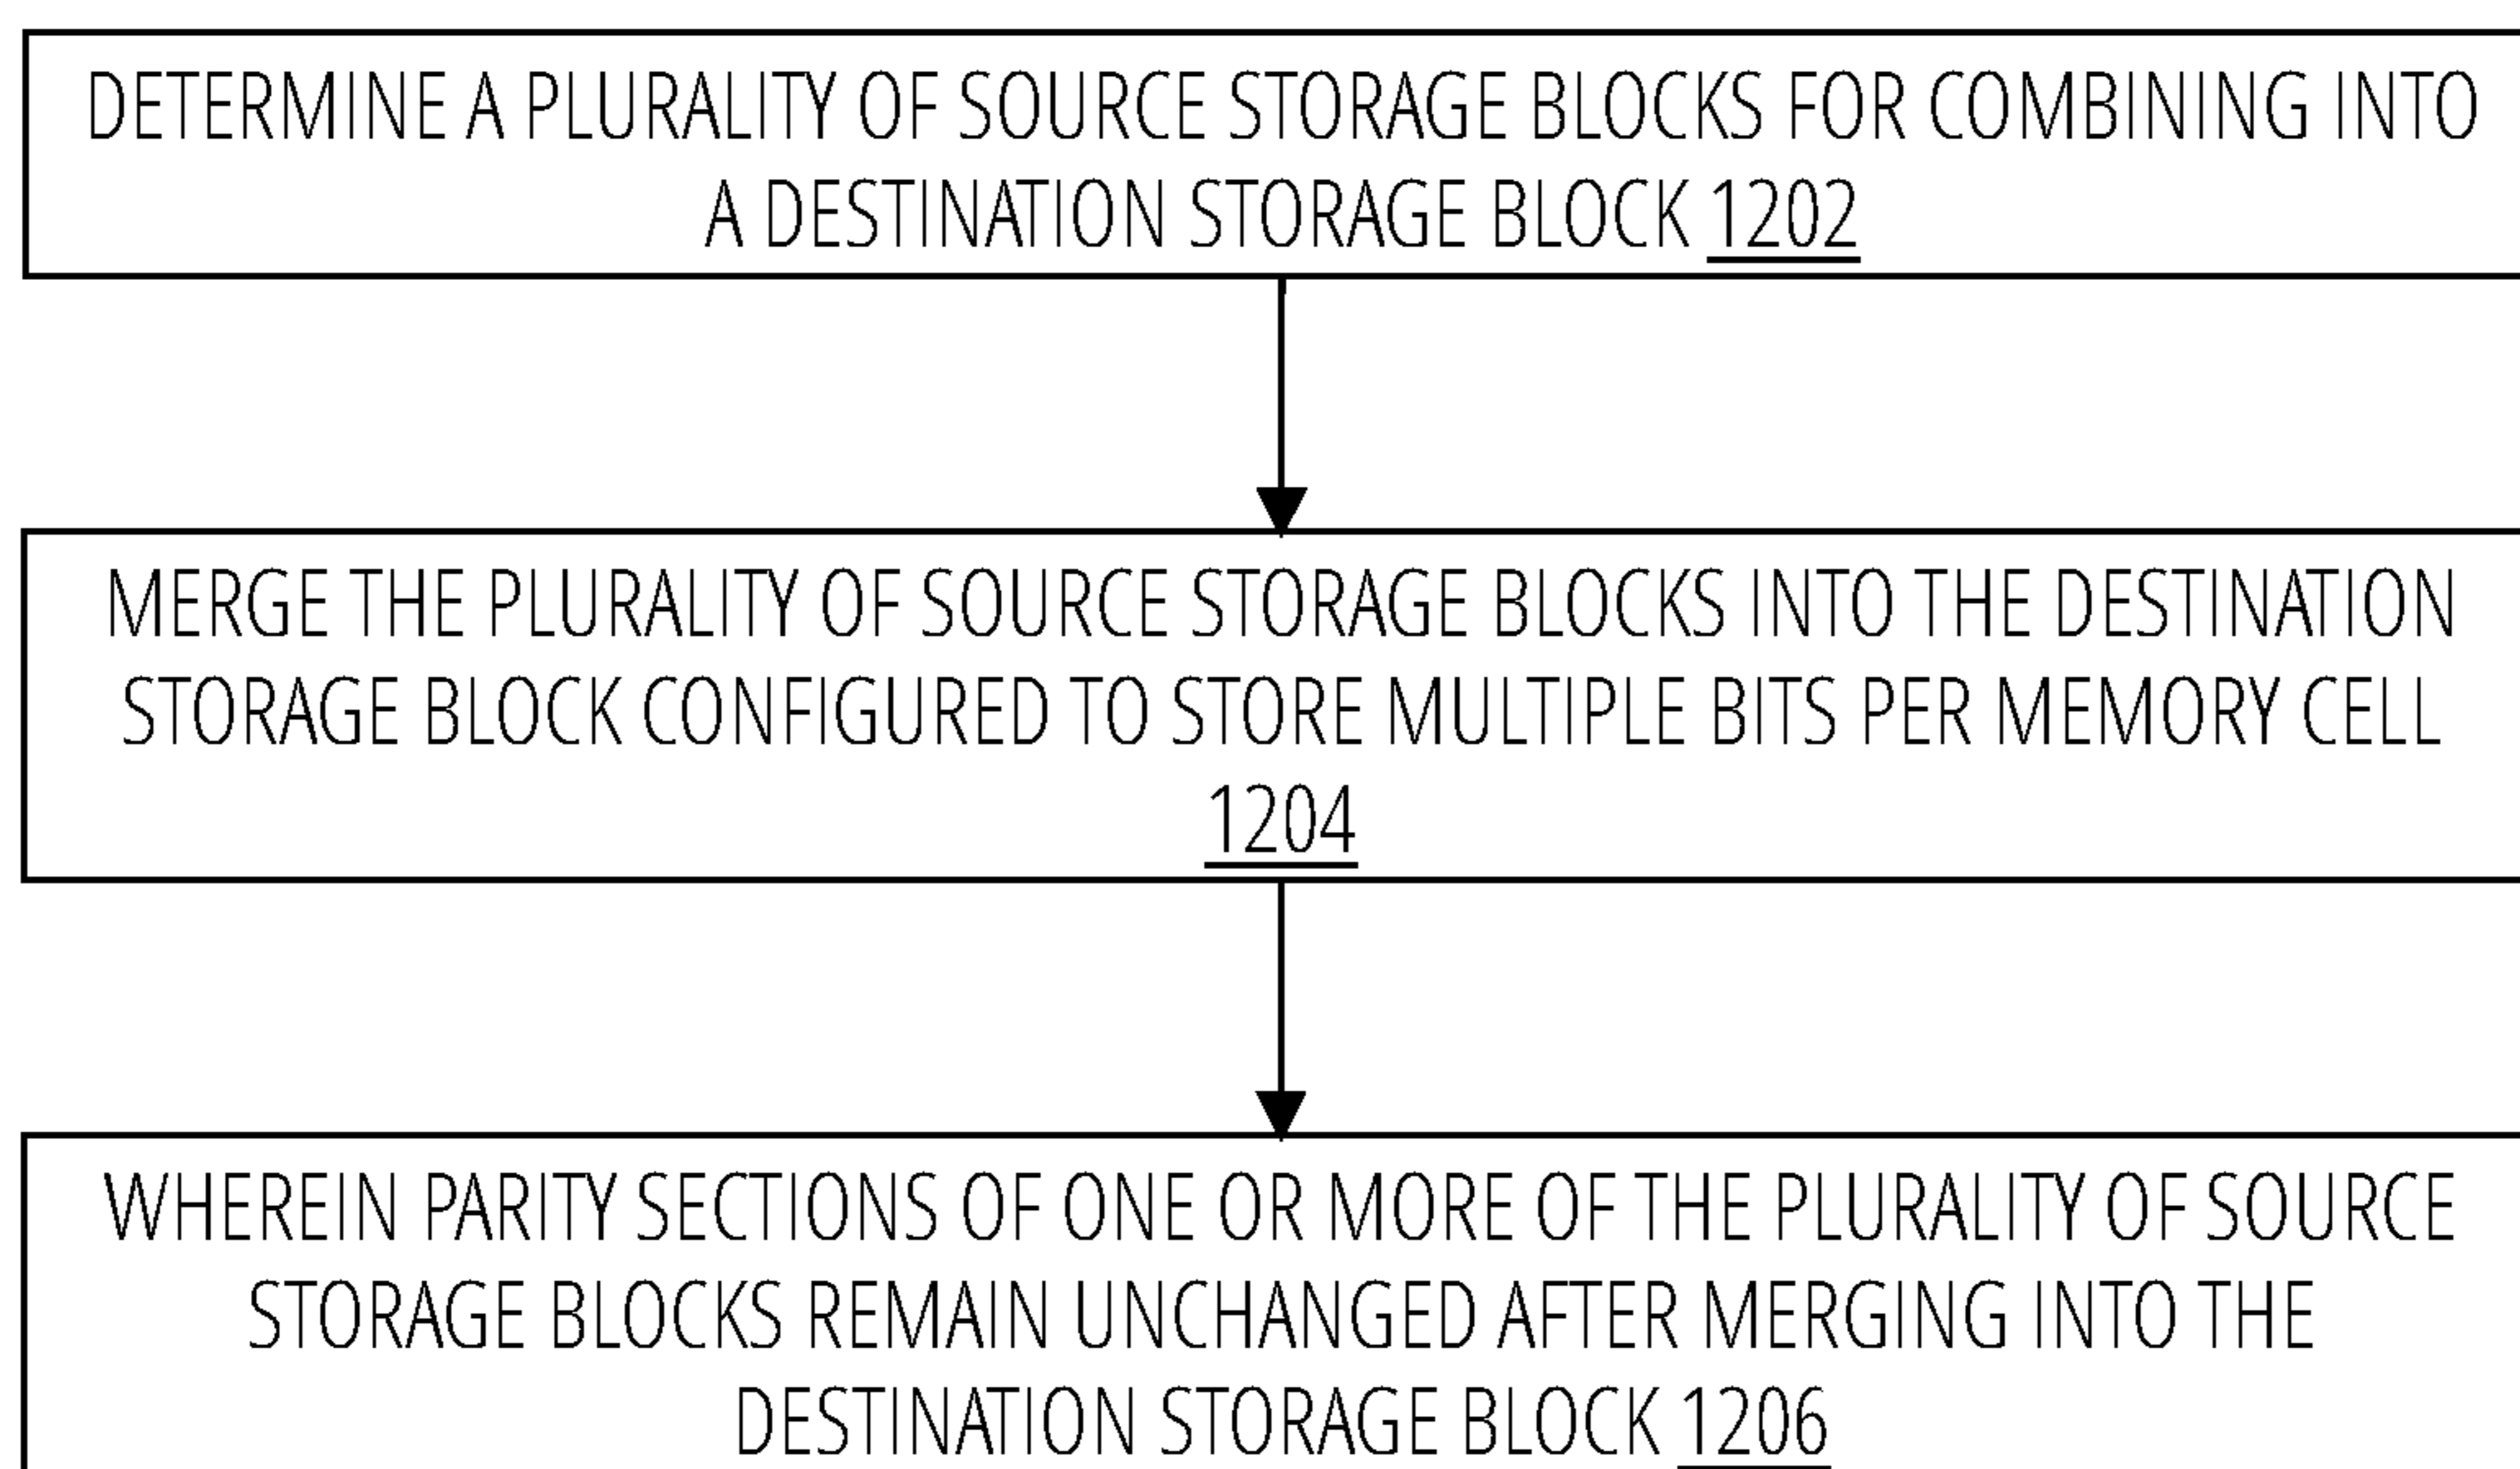 DETERMINE A PLURALITY OF SOURCE STORAGE BLOCKS FOR COMBINING INTO
A DESTINATION STORAGE BLOCK 1202
MERGE THE PLURALITY OF SOURCE STORAGE BLOCKS INTO THE DESTINATION
STORAGE BLOCK CONFIGURED TO STORE MULTIPLE BITS PER MEMORY CELL
1204
WHEREIN PARITY SECTIONS OF ONE OR MORE OF THE PLURALITY OF SOURCE
STORAGE BLOCKS REMAIN UNCHANGED AFTER MERGING INTO THE
DESTINATION STORAGE BLOCK 1206